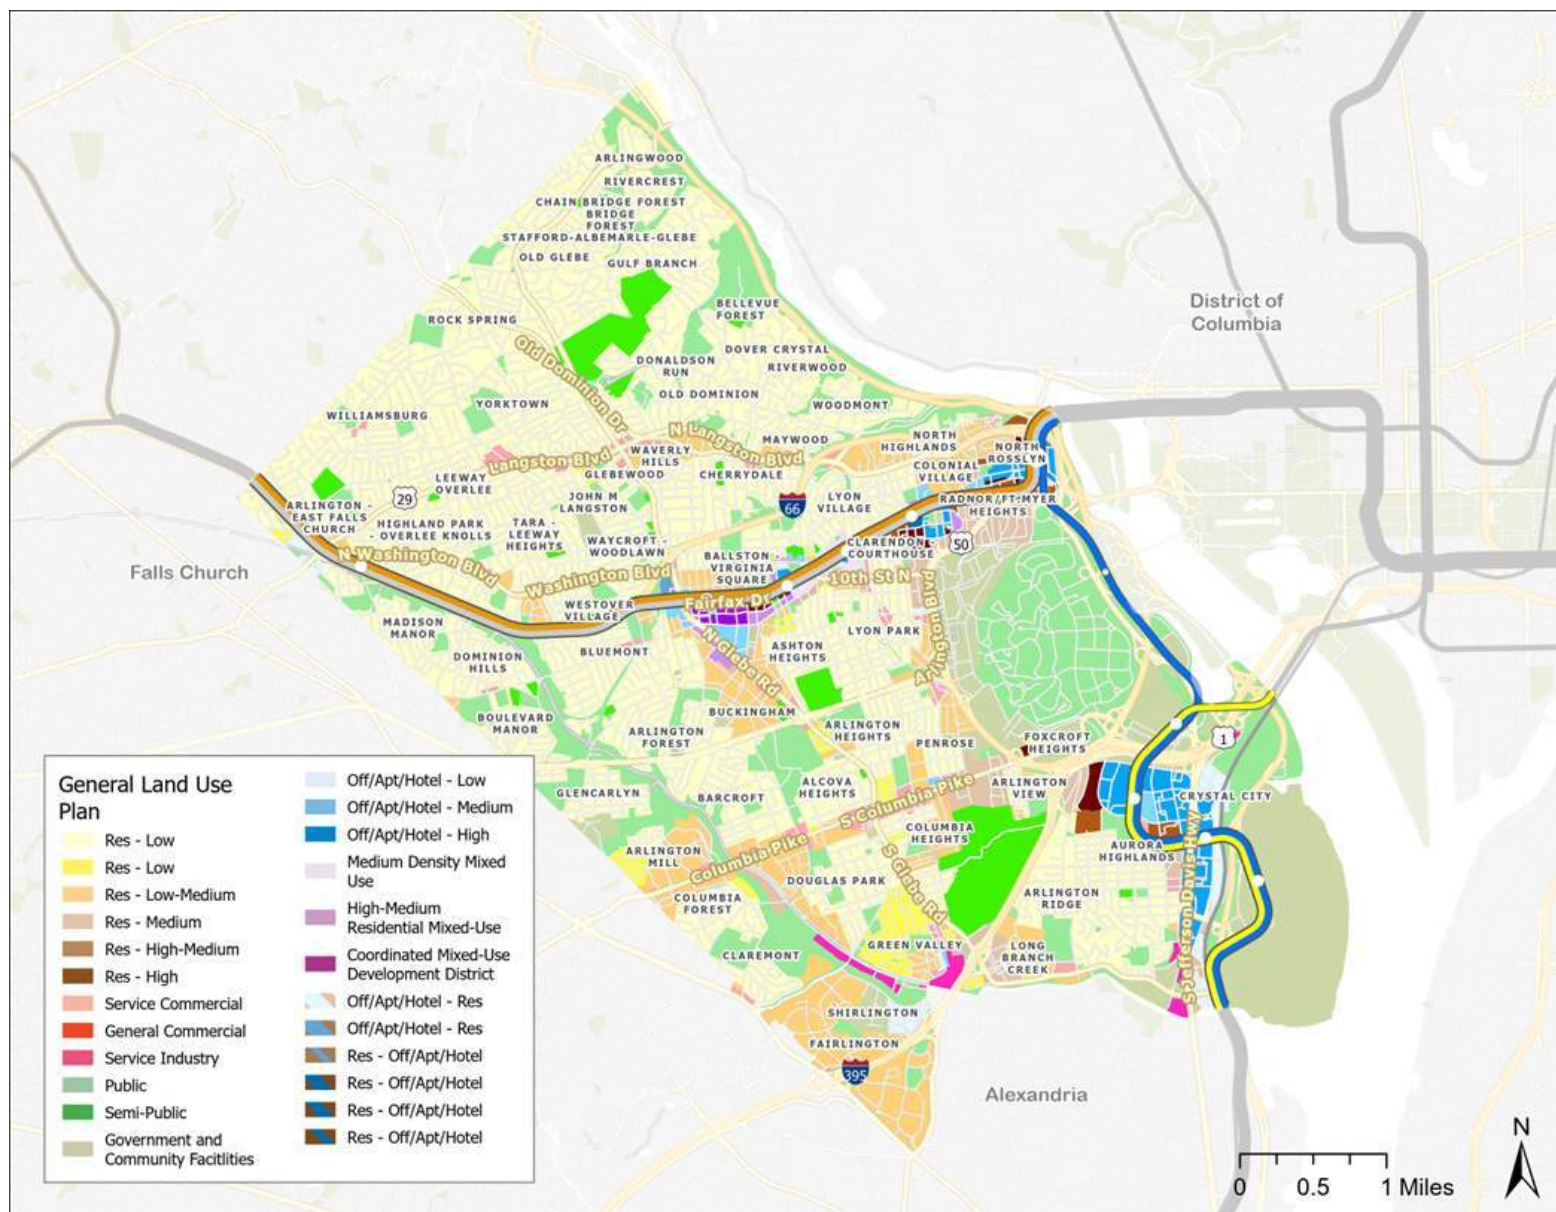 ARLINGWOOD
RIVERCREST
CHAIN BRIDGE FOREST
BRIDGE
FOREST
STAFFORD-ALBEMARLE-GLEBE
OLD GLEBE
GULF BRANCH
BELLEVUE
FOREST
District of
Columbia
ROCK SPRING
Old Dominion Dr
DOVER CRYSTAL
DONALDSON
RUN
RIVERWOOD
OLD DOMINION
WOODMONT
YORKTOWN
WILLIAMSBURG
N Langston Blvd
MAYWOOD
NORTH
HIGHLANDS
NORTH
ROSSLYN
Langston Blvd
WAVERLY
HILLS
GLEBEWOOD
CHERRYDALE
COLONIAL
VILLAGE
LEEWAY
OVERLEE
29
JOHN M
LANGSTON
66
LYON
VILLAGE
RADNOR/FT.MYER
HEIGHTS
ARLINGTON -
EAST FALLS
CHURCH
HIGHLAND PARK
- OVERLEE KNOLLS
TARA -
LEEWAY
HEIGHTS
WAYCROFT -
WOODLAWN
CLARENDON -
COURTHOUSE
50
Falls Church
N Washington Blvd
Washington Blvd
BALLSTON -
VIRGINIA
SQUARE
10th St N
WESTOVER
VILLAGE
Fairfax Dr
MADISON
MANOR
LYON PARK
Arlington Blvd
DOMINION
HILLS
BLUEMONT
N Glebe Rd
ASHTON
HEIGHTS
BOULEVARD
MANOR
BUCKINGHAM
ARLINGTON
FOREST
ARLINGTON
HEIGHTS
PENROSE
FOXCROFT
HEIGHTS
1
GLENCARLYN
BARCROFT
ALCOVA
HEIGHTS
ARLINGTON
VIEW
CRYSTAL CITY
S Columbia Pike
Columbia Pike
COLUMBIA
HEIGHTS
ARLINGTON
MILL
AURORA
HIGHLANDS
S Glebe Rd
DOUGLAS PARK
COLUMBIA
FOREST
ARLINGTON
RIDGE
S Jefferson Davis Hwy
CLAREMONT
GREEN VALLEY
LONG
BRANCH
CREEK
SHIRLINGTON
FAIRLINGTON
395
Alexandria
General Land Use
Plan
Res - Low
Res - Low
Res - Low-Medium
Res - Medium
Res - High-Medium
Res - High
Service Commercial
General Commercial
Service Industry
Public
Semi-Public
Government and
Community Facitlities
Off/Apt/Hotel - Low
Off/Apt/Hotel - Medium
Off/Apt/Hotel - High
Medium Density Mixed
Use
High-Medium
Residential Mixed-Use
Coordinated Mixed-Use
Development District
Off/Apt/Hotel - Res
Off/Apt/Hotel - Res
Res - Off/Apt/Hotel
Res - Off/Apt/Hotel
Res - Off/Apt/Hotel
Res - Off/Apt/Hotel
N
0 0.5 1 Miles